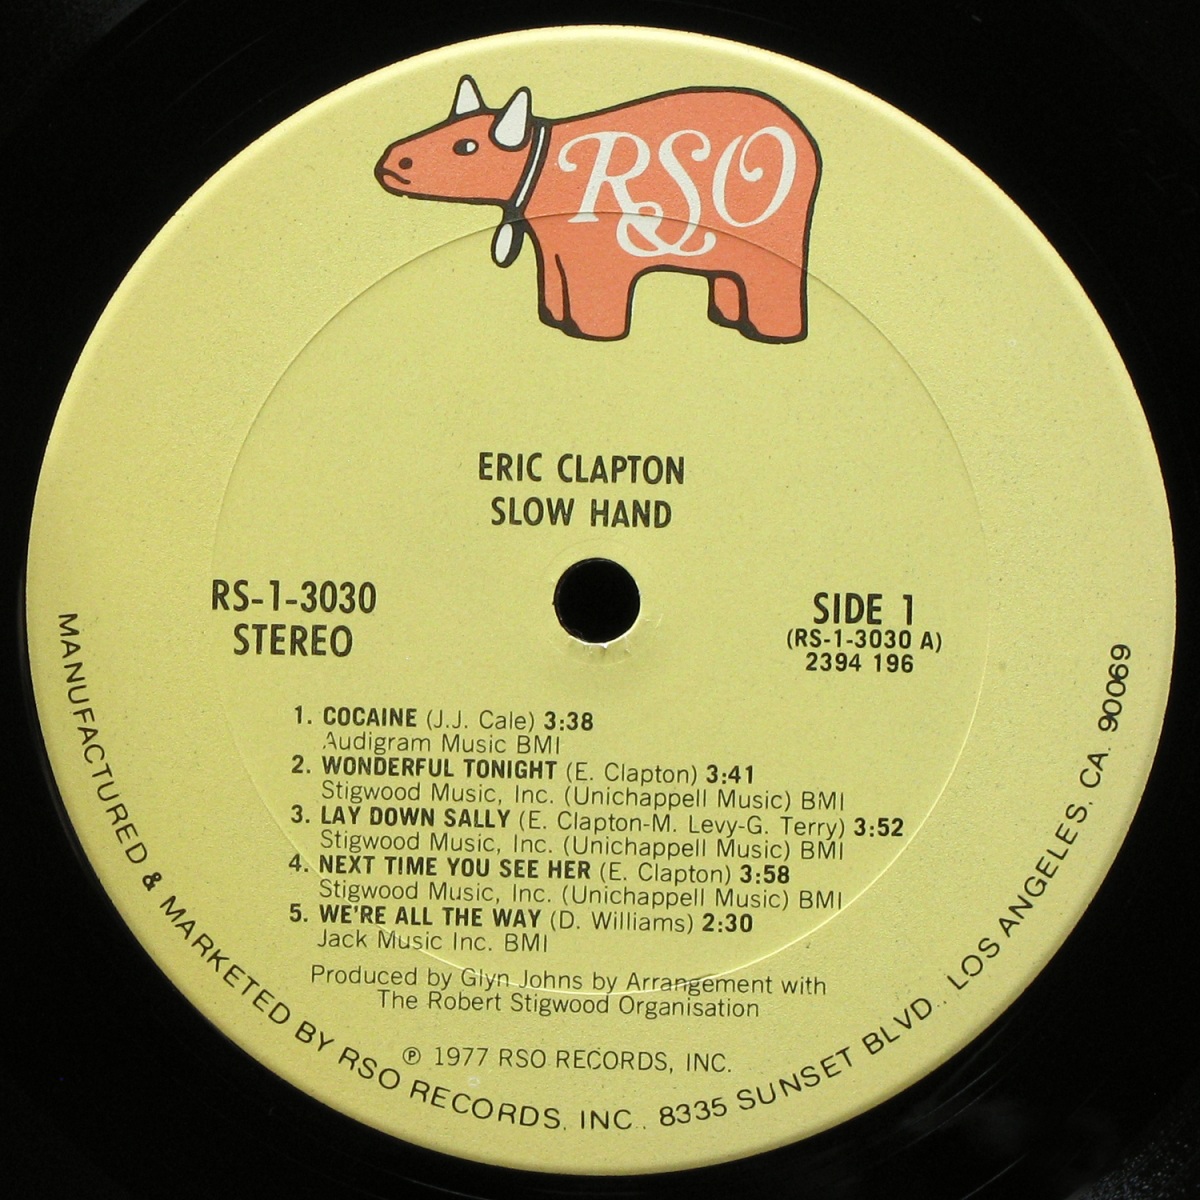 RSO
ERIC CLAPTON
SLOW HAND
RS-1-3030
STEREO
SIDE 1
(RS-1-3030 A)
2394 196
1. COCAINE (J.J. Cale) 3:38
Audigram Music BMI
2. WONDERFUL TONIGHT (E. Clapton) 3:41
Stigwood Music, Inc. (Unichappell Music) BMI
3. LAY DOWN SALLY (E. Clapton-M. Levy-G. Terry) 3:52
Stigwood Music, Inc. (Unichappell Music) BMI
4. NEXT TIME YOU SEE HER (E. Clapton) 3:58
Stigwood Music, Inc. (Unichappell Music) BMI
5. WE'RE ALL THE WAY (D. Williams) 2:30
Jack Music Inc. BMI
Produced by Glyn Johns by Arrangement with
The Robert Stigwood Organisation
℗ 1977 RSO RECORDS, INC.
MANUFACTURED & MARKETED BY RSO RECORDS, INC., 8335 SUNSET BLVD., LOS ANGELES, CA. 90069